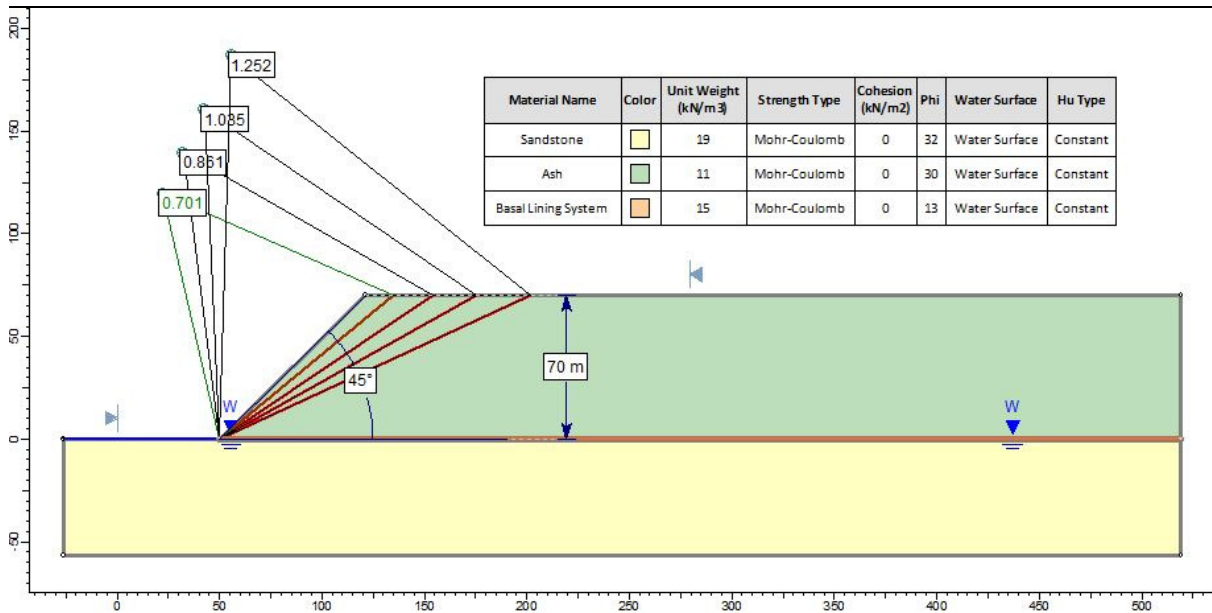 200
150
100
50
0
-50
1.252
1.035
0.861
0.701
Material Name Color Unit Weight (kN/m3) Strength Type Cohesion (kN/m2) Phi Water Surface Hu Type
Sandstone 19 Mohr-Coulomb 0 32 Water Surface Constant
Ash 11 Mohr-Coulomb 0 30 Water Surface Constant
Basal Lining System 15 Mohr-Coulomb 0 13 Water Surface Constant
70 m
45°
W
W
0 50 100 150 200 250 300 350 400 450 500